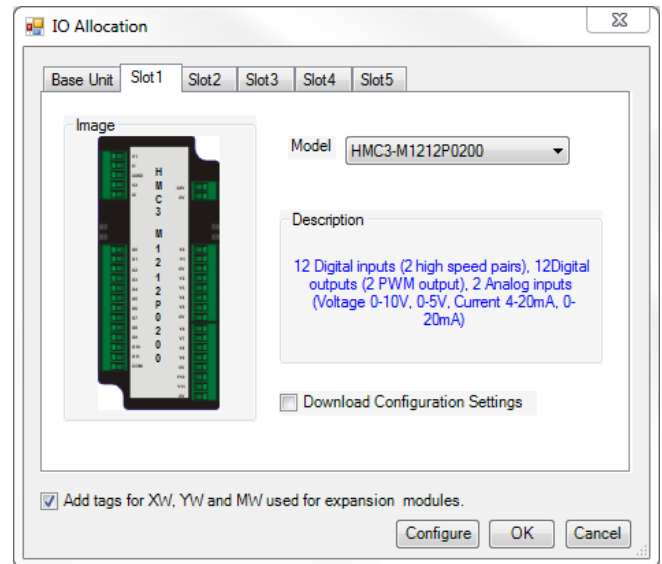 IO Allocation
Base Unit Slot1 Slot2 Slot3 Slot4 Slot5
Image
HMC3 M1212P0200
Model HMC3-M1212P0200
Description
12 Digital inputs (2 high speed pairs), 12Digital
outputs (2 PWM output), 2 Analog inputs
(Voltage 0-10V, 0-5V, Current 4-20mA, 0-
20mA)
Download Configuration Settings
Add tags for XW, YW and MW used for expansion modules.
Configure OK Cancel